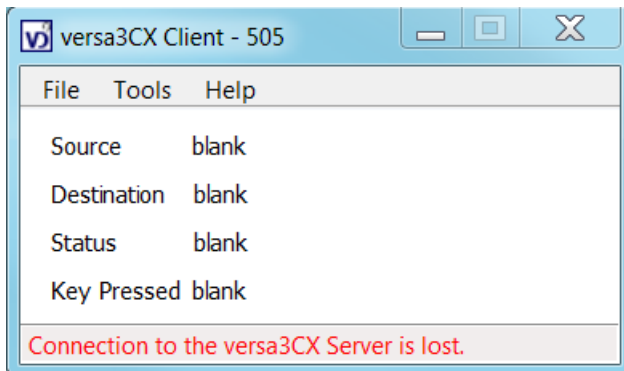 versa3CX Client - 505
File Tools Help
Source blank
Destination blank
Status blank
Key Pressed blank
Connection to the versa3CX Server is lost.